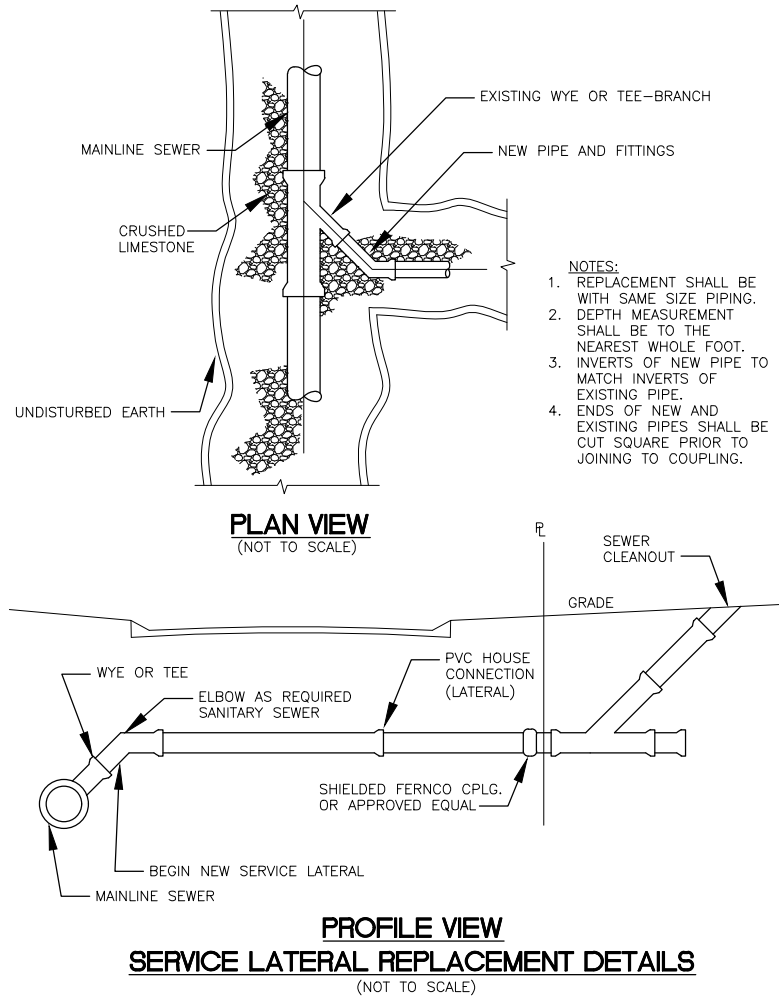 EXISTING WYE OR TEE-BRANCH
MAINLINE SEWER
NEW PIPE AND FITTINGS
CRUSHED
LIMESTONE
UNDISTURBED EARTH
NOTES:
1. REPLACEMENT SHALL BE
WITH SAME SIZE PIPING.
2. DEPTH MEASUREMENT
SHALL BE TO THE
NEAREST WHOLE FOOT.
3. INVERTS OF NEW PIPE TO
MATCH INVERTS OF
EXISTING PIPE.
4. ENDS OF NEW AND
EXISTING PIPES SHALL BE
CUT SQUARE PRIOR TO
JOINING TO COUPLING.
PLAN VIEW
(NOT TO SCALE)
PL
SEWER
CLEANOUT
GRADE
WYE OR TEE
ELBOW AS REQUIRED
SANITARY SEWER
PVC HOUSE
CONNECTION
(LATERAL)
SHIELDED FERNCO CPLG.
OR APPROVED EQUAL
BEGIN NEW SERVICE LATERAL
MAINLINE SEWER
PROFILE VIEW
SERVICE LATERAL REPLACEMENT DETAILS
(NOT TO SCALE)